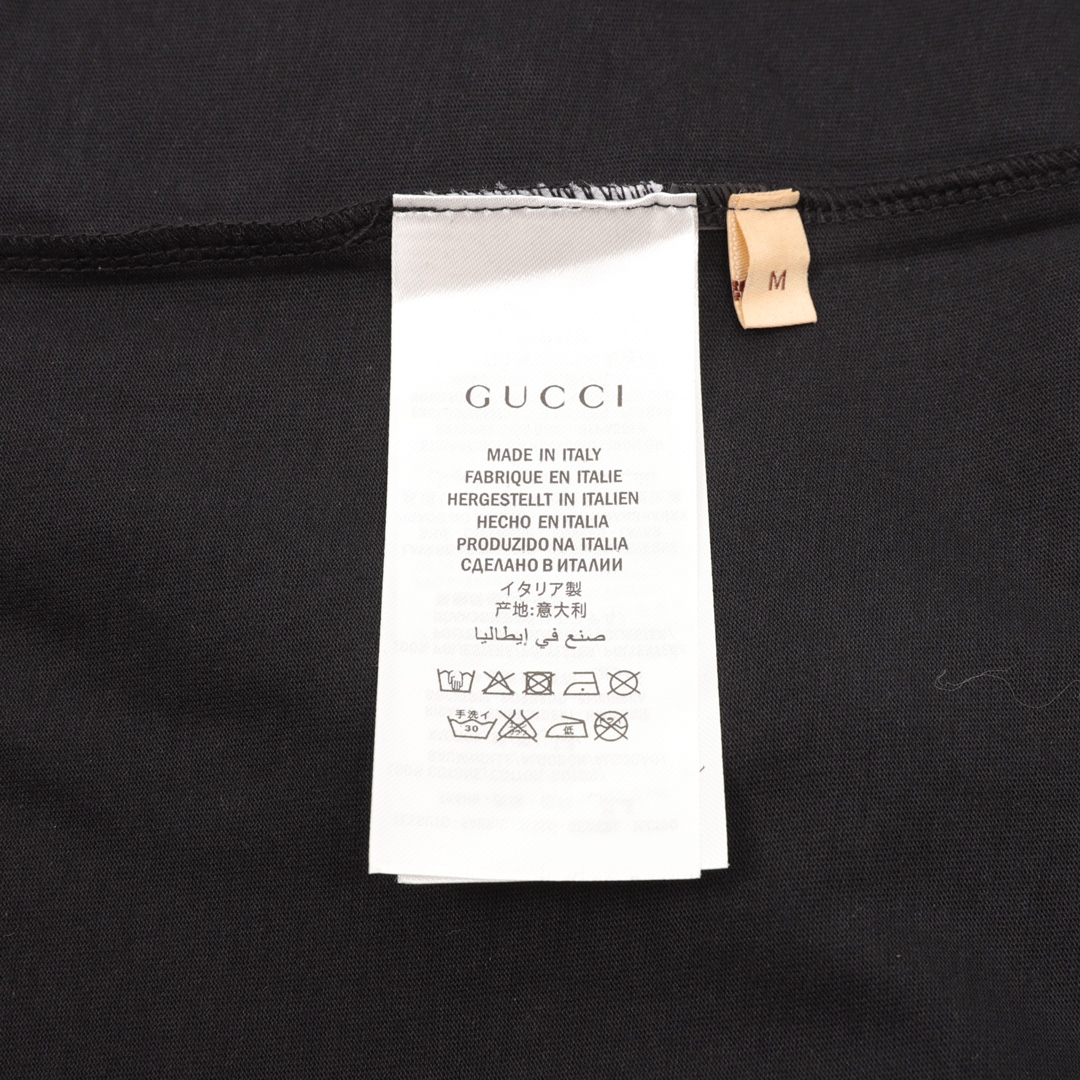 GUCCI
MADE IN ITALY
FABRIQUE EN ITALIE
HERGESTELLT IN ITALIEN
HECHO EN ITALIA
PRODUZIDO NA ITALIA
СДЕЛАНО В ИТАЛИИ
イタリア製
产地:意大利
صنع في إيطاليا
手洗イ
30
低
M